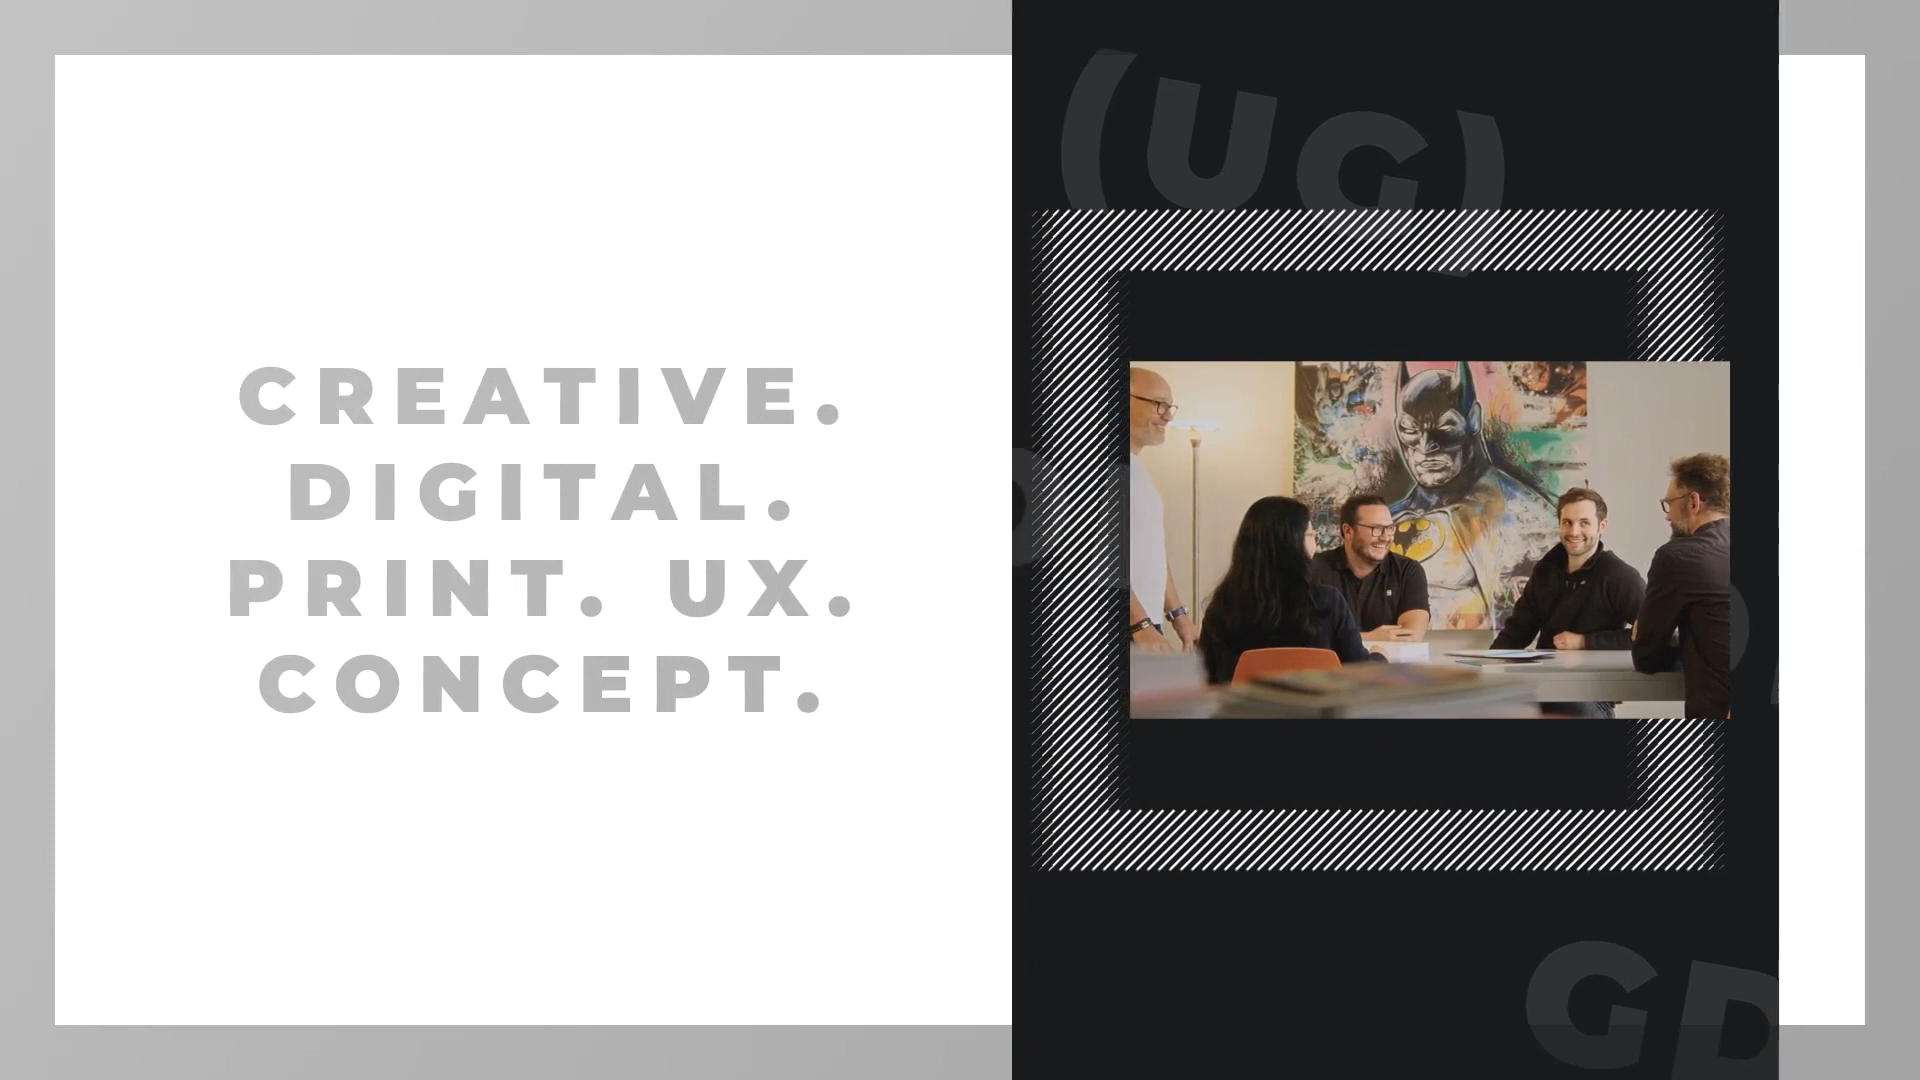 CREATIVE.
DIGITAL.
PRINT. UX.
CONCEPT.
(UG)
GD